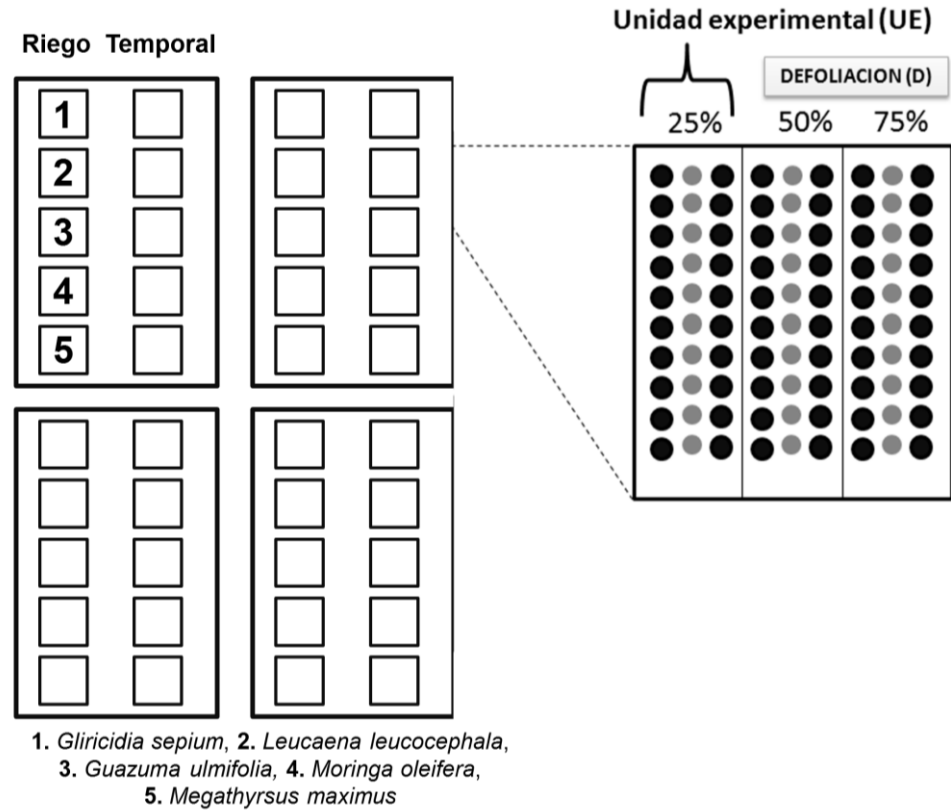 Riego Temporal
1
2
3
4
5
Unidad experimental (UE)
DEFOLIACION (D)
25% 50% 75%
1. Gliricidia sepium, 2. Leucaena leucocephala,
3. Guazuma ulmifolia, 4. Moringa oleifera,
5. Megathyrsus maximus